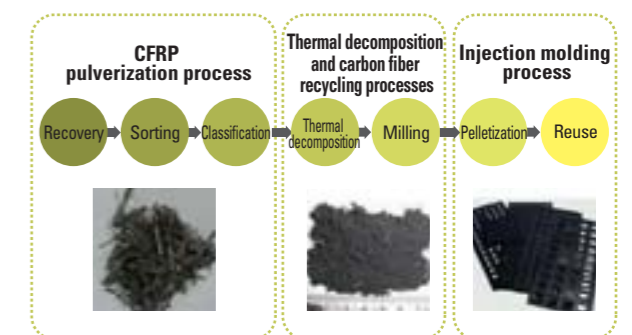 CFRP
pulverization process
Thermal decomposition
and carbon fiber
recycling processes
Injection molding
process
Recovery
Sorting
Classification
Thermal
decomposition
Milling
Pelletization
Reuse